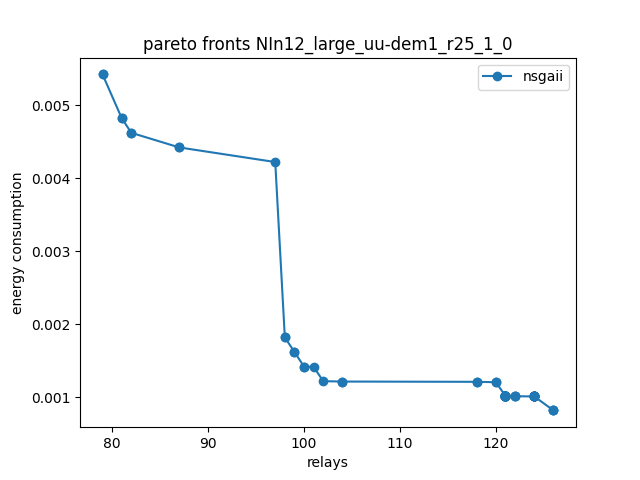 pareto fronts NIn12_large_uu-dem1_r25_1_0
nsgaii
0.005
0.004
0.003
0.002
0.001
energy consumption
80 90 100 110 120
relays